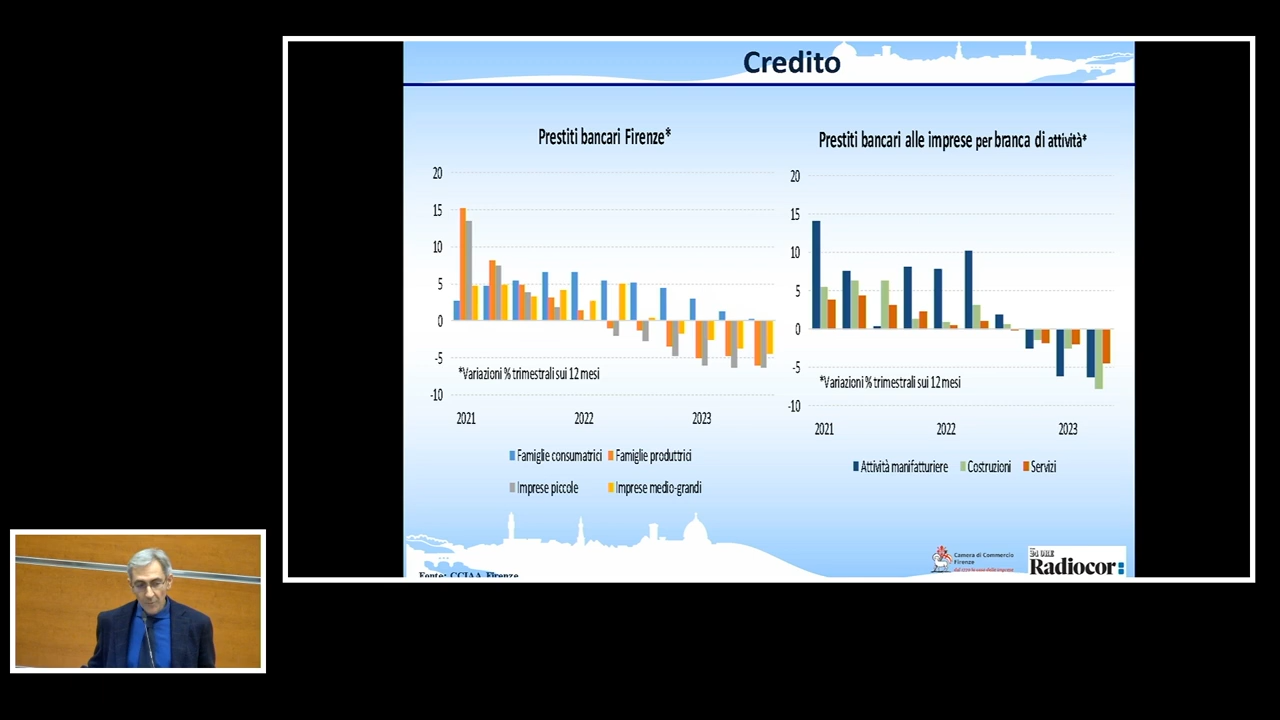 Credito
Prestiti bancari Firenze*
20
15
10
5
0
-5
-10
*Variazioni % trimestrali sui 12 mesi
2021
2022
2023
Famiglie consumatrici
Famiglie produttrici
Imprese piccole
Imprese medio-grandi
Prestiti bancari alle imprese per branca di attività*
20
15
10
5
0
-5
-10
*Variazioni % trimestrali sui 12 mesi
2021
2022
2023
Attività manifatturiere
Costruzioni
Servizi
Fonte: CCIAA Firenze
Camera di Commercio
Firenze
24 ORE
Radiocor